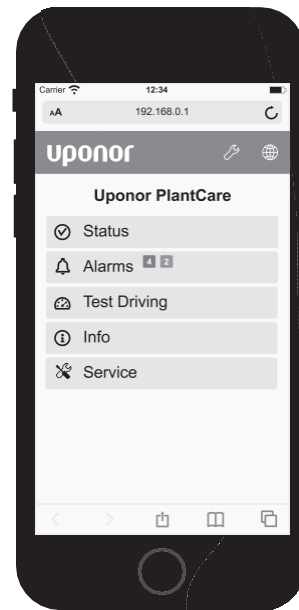 Carrier 12:34
AA 192.168.0.1
uponor
Uponor PlantCare
Status
Alarms 4 2
Test Driving
Info
Service